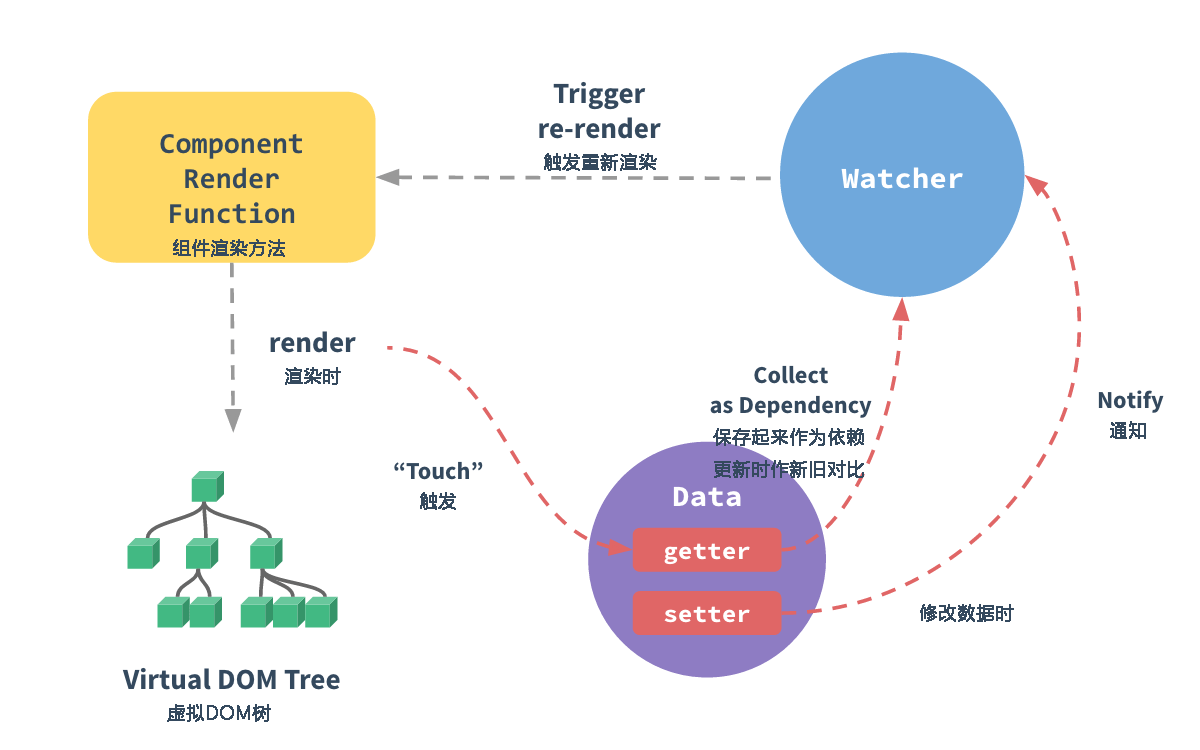 Component
Render
Function
组件渲染方法
Trigger
re-render
触发重新渲染
Watcher
render
渲染时
“Touch”
触发
Collect
as Dependency
保存起来作为依赖
更新时作新旧对比
Notify
通知
Data
getter
setter
修改数据时
Virtual DOM Tree
虚拟DOM树